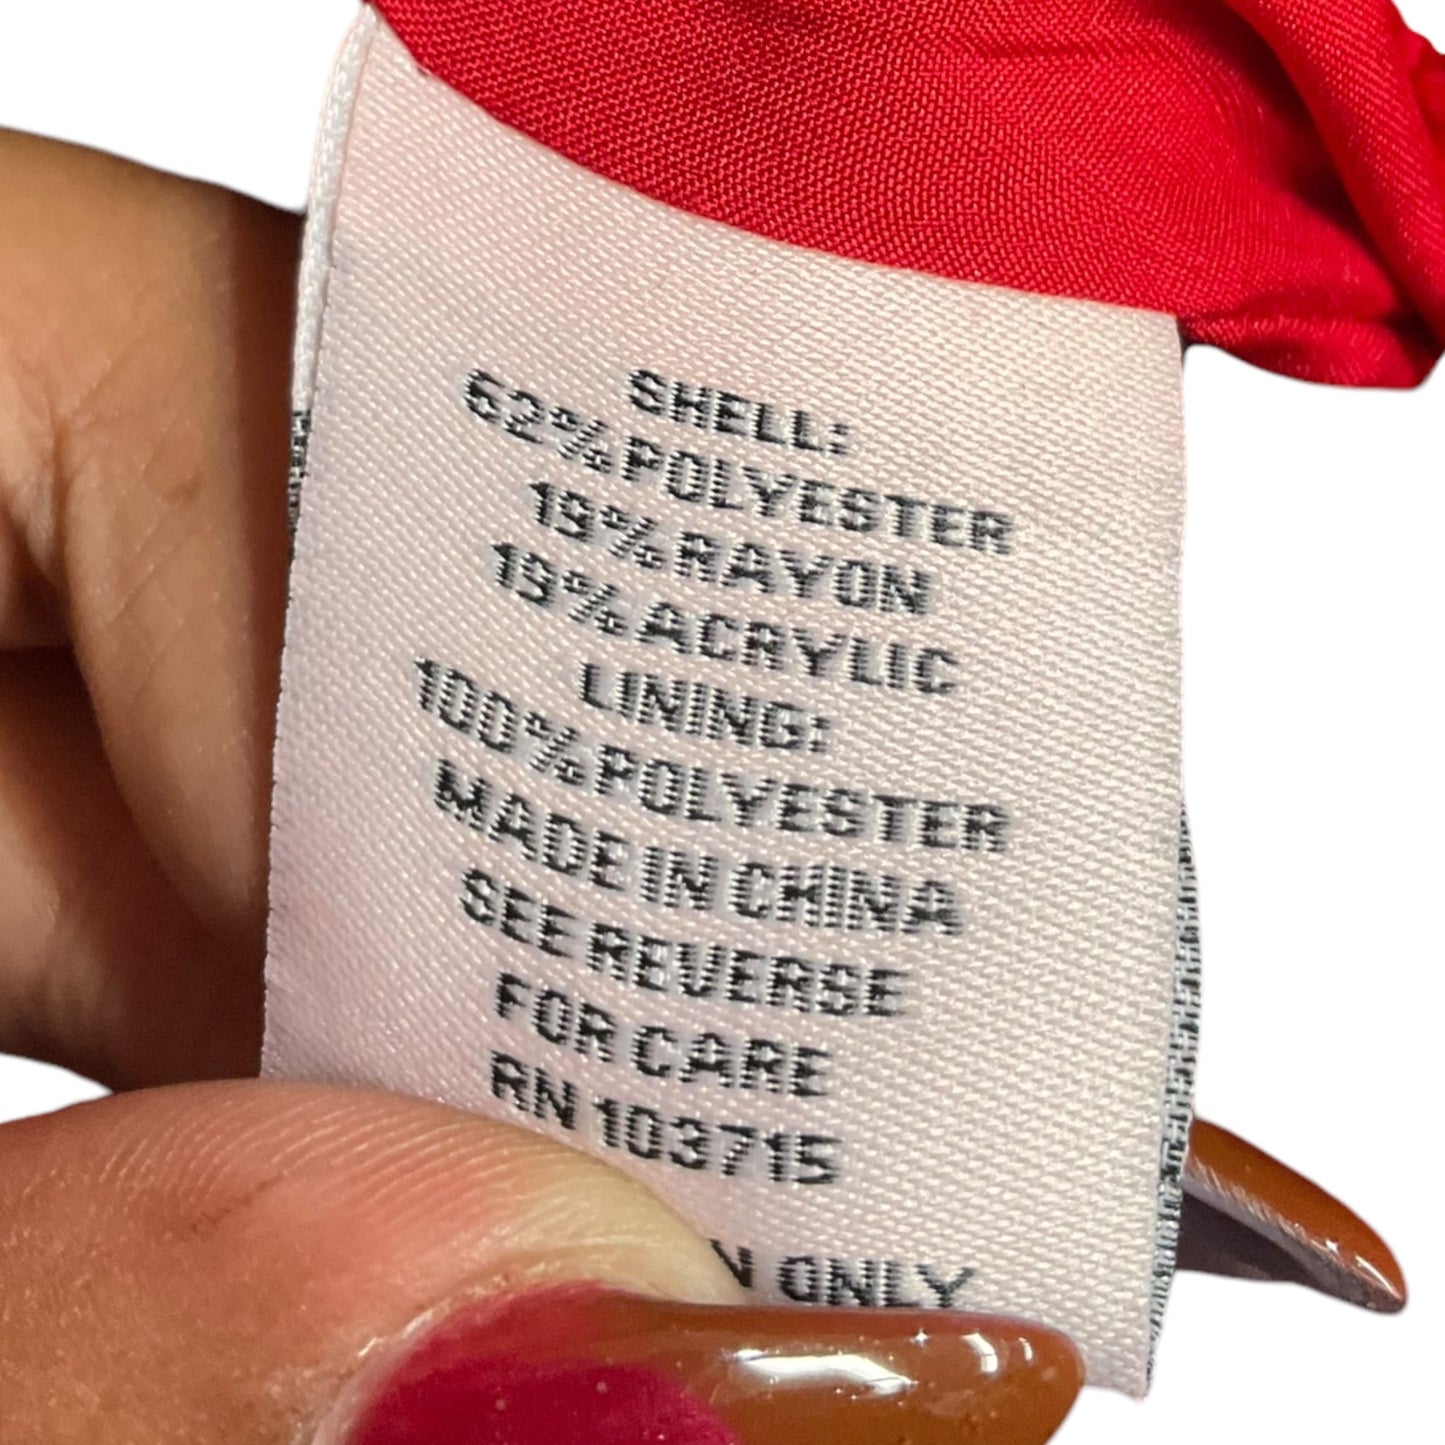 SHELL:
62% POLYESTER
19% RAYON
19% ACRYLIC
LINING:
100% POLYESTER
MADE IN CHINA
SEE REVERSE
FOR CARE
RN 103715
ONLY